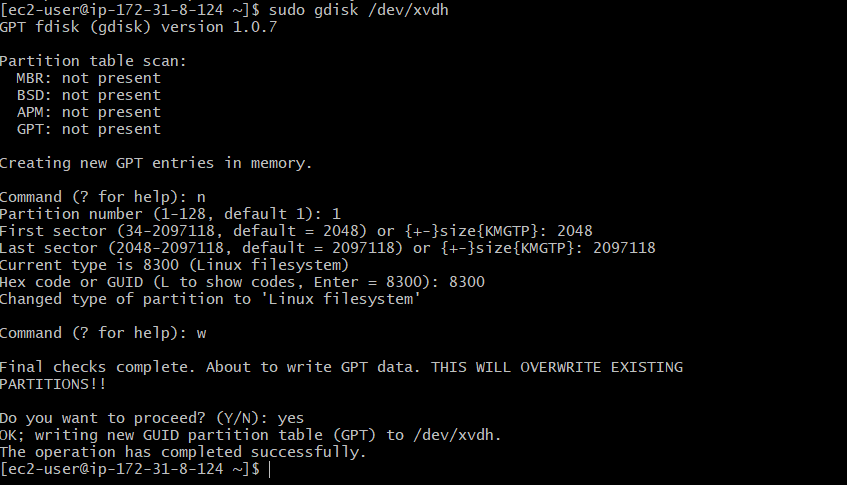 [ec2-user@ip-172-31-8-124 ~]$ sudo gdisk /dev/xvdh
GPT fdisk (gdisk) version 1.0.7
Partition table scan:
  MBR: not present
  BSD: not present
  APM: not present
  GPT: not present
Creating new GPT entries in memory.
Command (? for help): n
Partition number (1-128, default 1): 1
First sector (34-2097118, default = 2048) or {+-}size{KMGTP}: 2048
Last sector (2048-2097118, default = 2097118) or {+-}size{KMGTP}: 2097118
Current type is 8300 (Linux filesystem)
Hex code or GUID (L to show codes, Enter = 8300): 8300
Changed type of partition to 'Linux filesystem'
Command (? for help): w
Final checks complete. About to write GPT data. THIS WILL OVERWRITE EXISTING
PARTITIONS!!
Do you want to proceed? (Y/N): yes
OK; writing new GUID partition table (GPT) to /dev/xvdh.
The operation has completed successfully.
[ec2-user@ip-172-31-8-124 ~]$